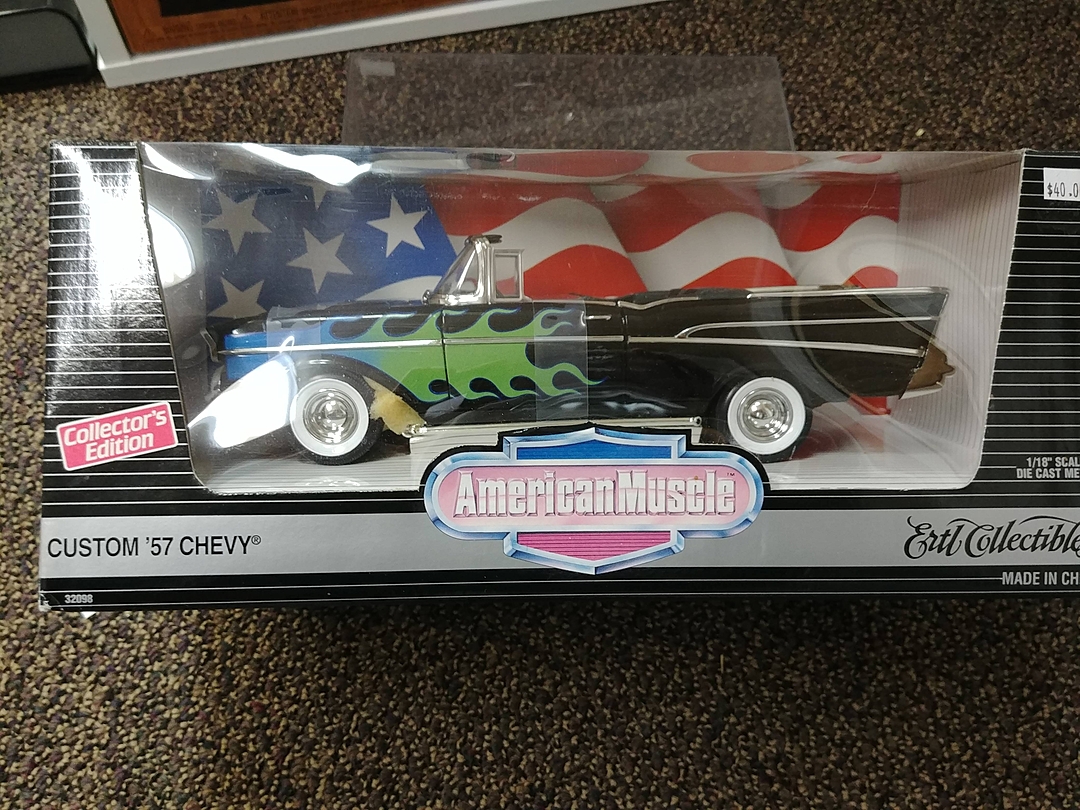 $40.0
Collector's
Edition
1/18" SCAL
DIE CAST ME
AmericanMuscle™
CUSTOM '57 CHEVY®
Ertl Collectible
MADE IN CH
32098